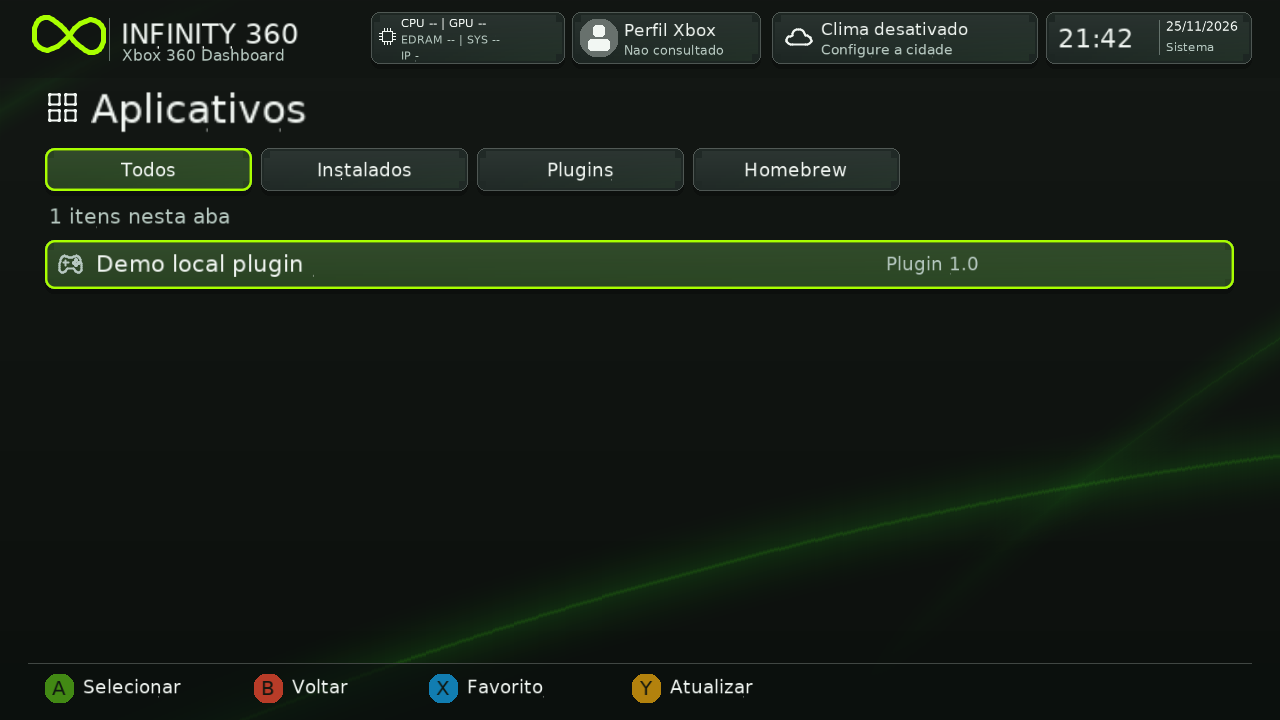 INFINITY 360
Xbox 360 Dashboard
CPU -- | GPU --
EDRAM -- | SYS --
IP -
Perfil Xbox
Nao consultado
Clima desativado
Configure a cidade
21:42
25/11/2026
Sistema
Aplicativos
Todos
Instalados
Plugins
Homebrew
1 itens nesta aba
Demo local plugin
Plugin 1.0
A Selecionar
B Voltar
X Favorito
Y Atualizar